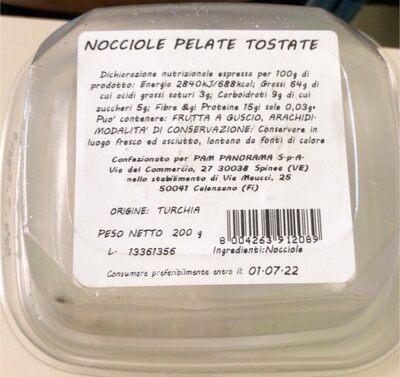 NOCCIOLE PELATE TOSTATE
Dichiarazione nutrizionale espressa per 100g di
prodotto: Energia 2840kJ/688kcal; Grassi 64g di
cui acidi grassi saturi 3g; Carboidrati 9g di cui
zuccheri 5g; Fibre &gi Proteine 15gi sale 0,03g.
Puo' contenere: FRUTTA A GUSCIO, ARACHIDI.
MODALITA' DI CONSERVAZIONE: Conservare in
luogo fresco ed asciutto, lontano da fonti di calore
Confezionato per PAM PANORAMA S.p.A.
Via del Commercio, 27 30038 Spinea (VE)
nello stabilimento di Via Meucci, 25
50041 Calenzano (FI)
ORIGINE: TURCHIA
PESO NETTO 200 g
8 004263 912089
L. 13361356
Ingredienti:Nocciole
Consumare preferibilmente entro il: 01.07.22